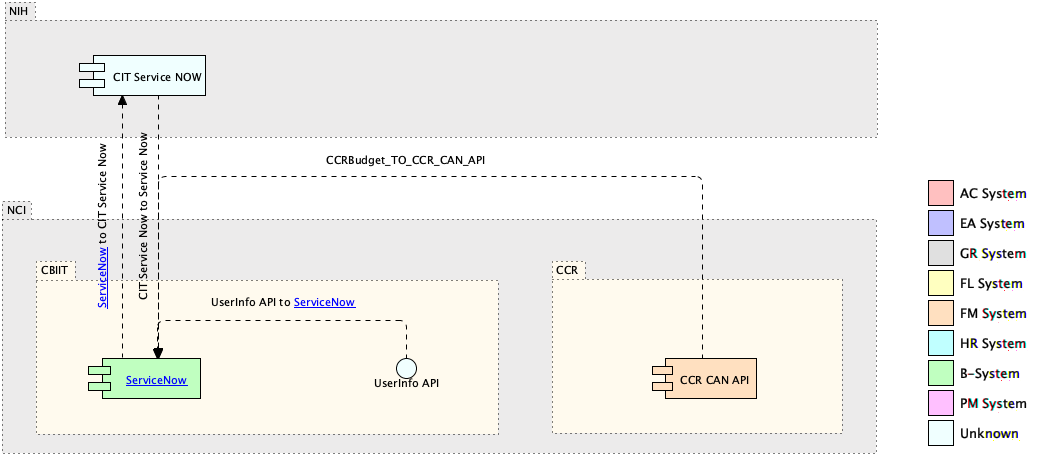 NIH
CIT Service NOW
ServiceNow to CIT Service Now
CIT Service Now to Service Now
CCRBudget_TO_CCR_CAN_API
NCI
CBIIT
UserInfo API to ServiceNow
ServiceNow
UserInfo API
CCR
CCR CAN API
AC System
EA System
GR System
FL System
FM System
HR System
B-System
PM System
Unknown